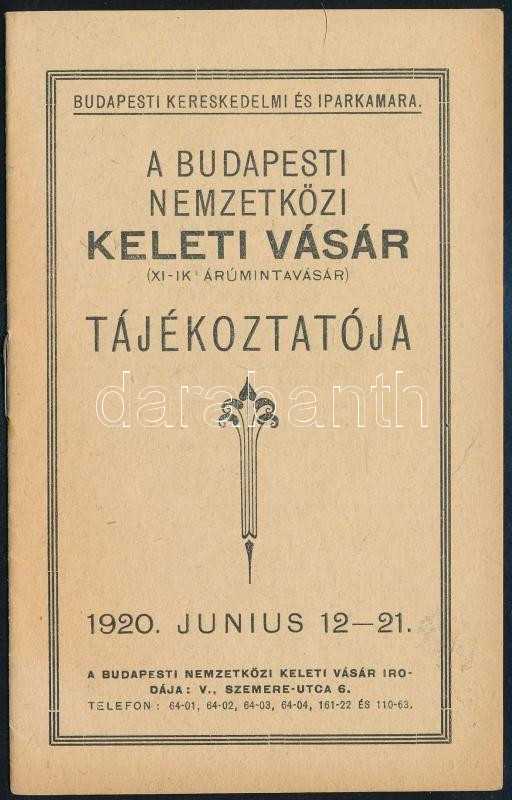 BUDAPESTI KERESKEDELMI ÉS IPARKAMARA.
A BUDAPESTI
NEMZETKÖZI
KELETI VÁSÁR
(XI-IK ÁRÚMINTAVÁSÁR)
TÁJÉKOZTATÓJA
darabanth
1920. JUNIUS 12—21.
A BUDAPESTI NEMZETKÖZI KELETI VÁSÁR IRO-
DÁJA: V., SZEMERE-UTCA 6.
TELEFON: 64-01, 64-02, 64-03, 64-04, 161-22 ÉS 110-63.